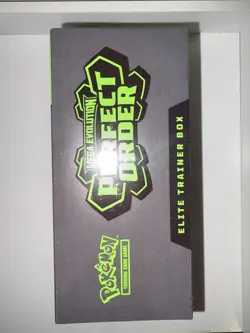 MEGA EVOLUTION
PERFECT
ORDER
POKÉMON
TRADING CARD GAME
ELITE TRAINER BOX